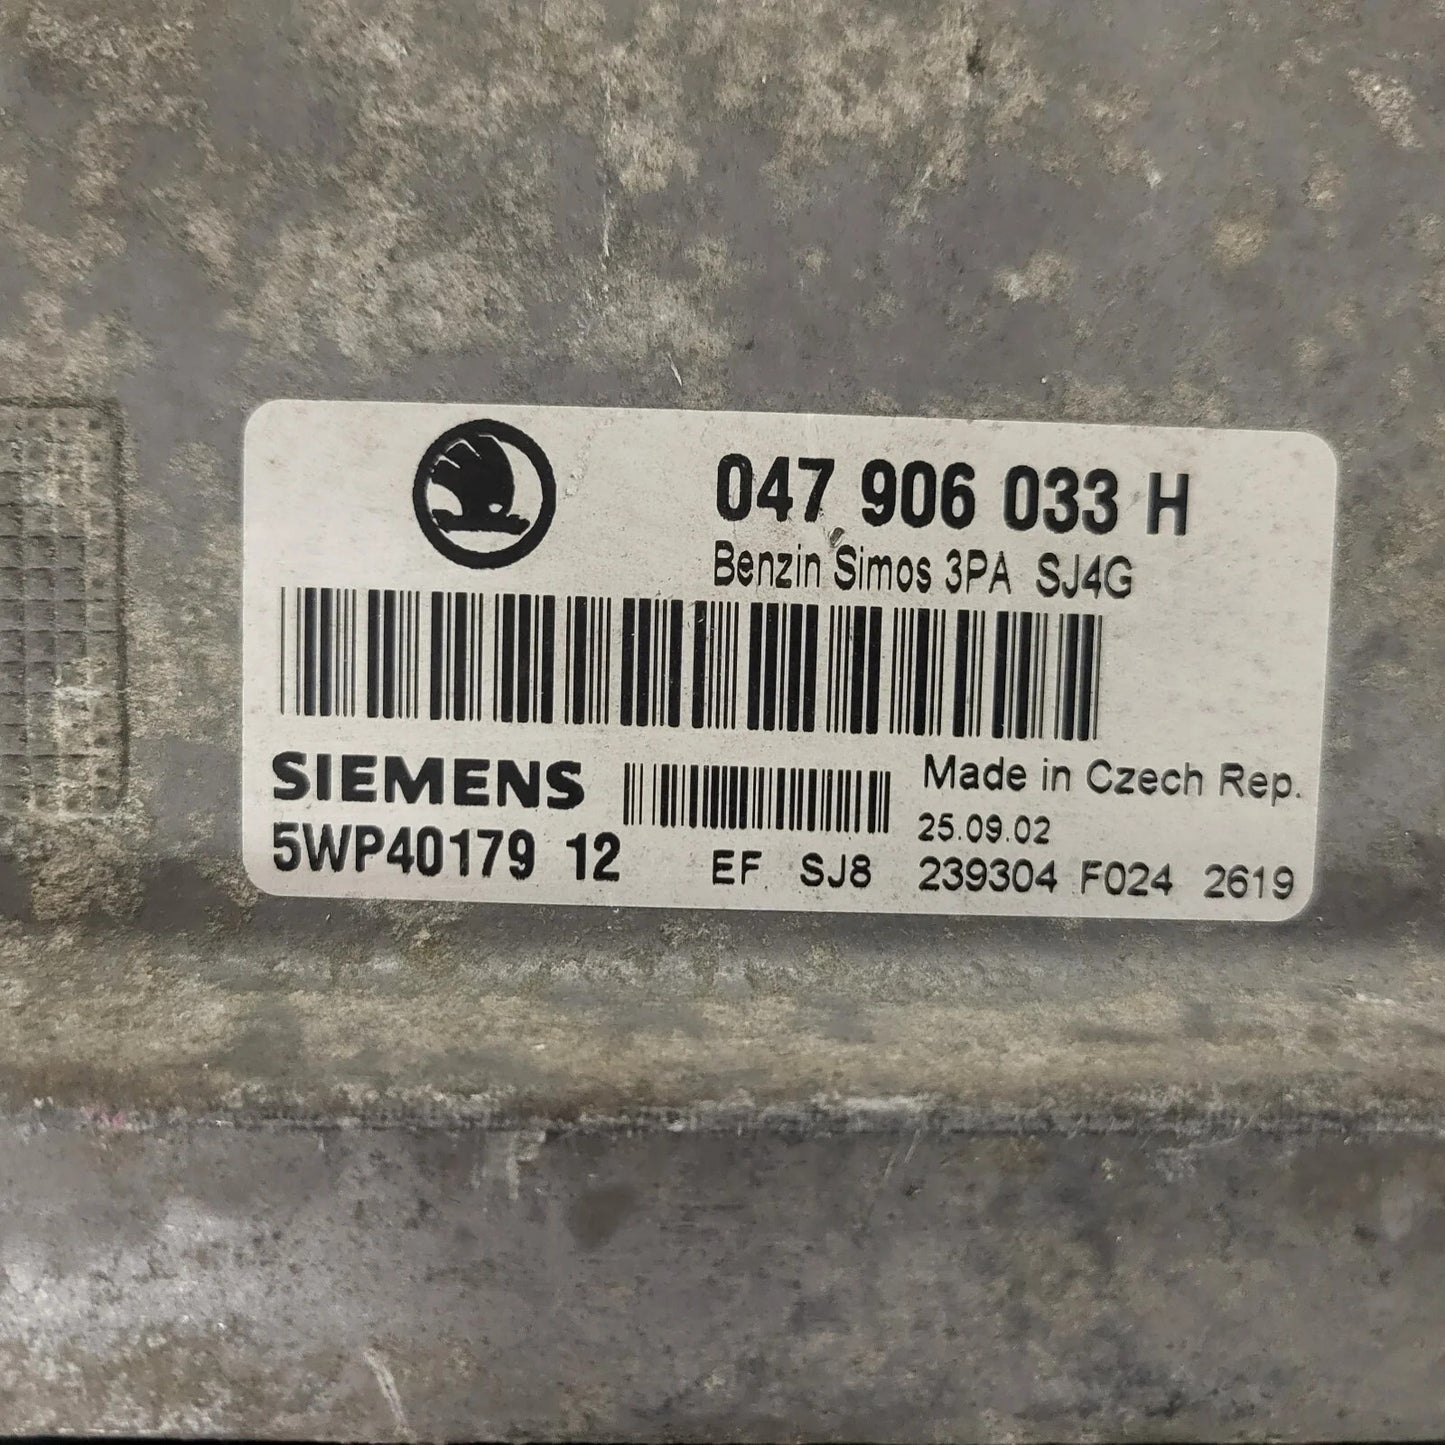 047 906 033 H
Benzin Simos 3PA SJ4G
SIEMENS
5WP40179 12
EF SJ8
Made in Czech Rep.
25.09.02
239304 F024 2619